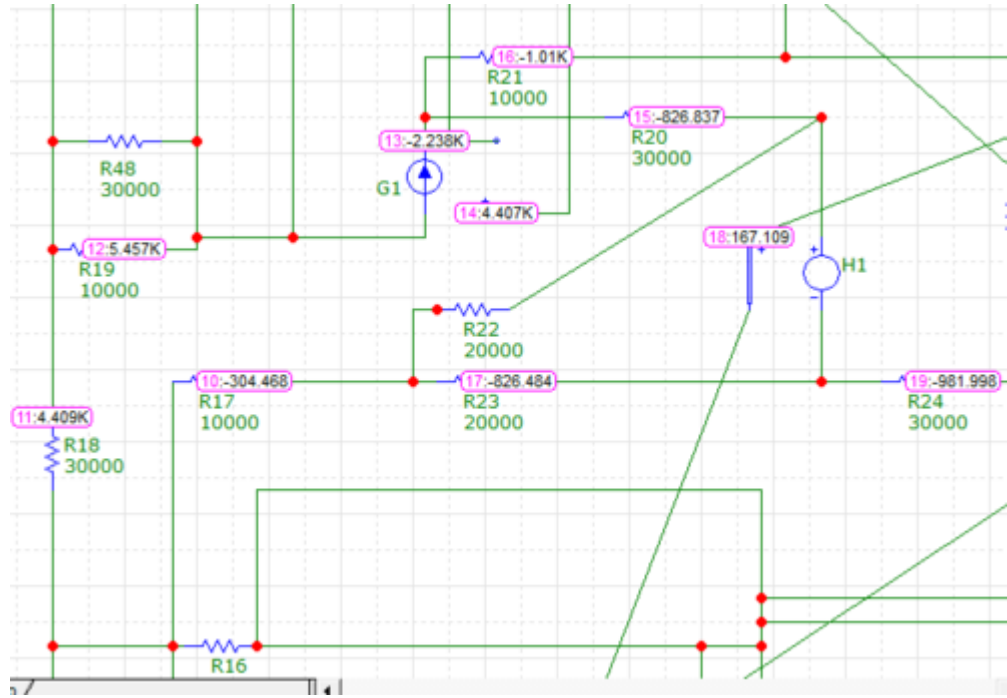 16:-1.01K
R21
10000
15:-826.837
R20
30000
13:-2.238K
R48
30000
G1
14:4.407K
12:5.457K
R19
10000
18:167.109
H1
R22
20000
10:-304.468
R17
10000
17:-826.484
R23
20000
19:-981.998
R24
30000
11:4.409K
R18
30000
R16